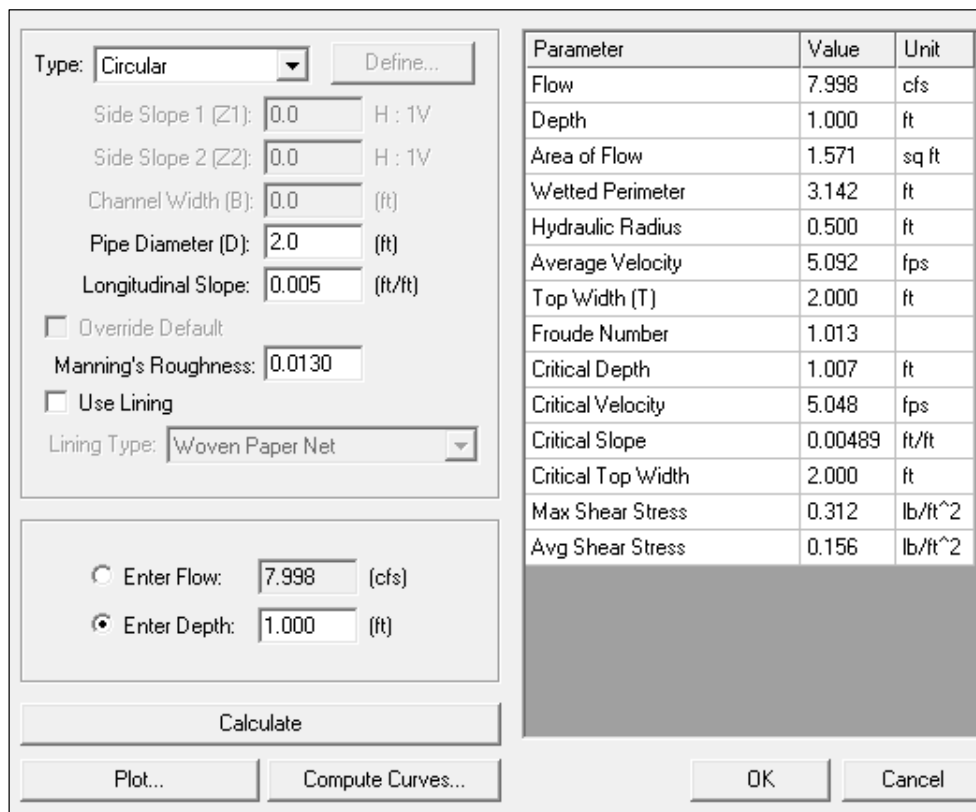 Type: Circular Define...
Side Slope 1 (Z1): 0.0 H : 1V
Side Slope 2 (Z2): 0.0 H : 1V
Channel Width (B): 0.0 (ft)
Pipe Diameter (D): 2.0 (ft)
Longitudinal Slope: 0.005 (ft/ft)
Override Default
Manning's Roughness: 0.0130
Use Lining
Lining Type: Woven Paper Net
Enter Flow: 7.998 (cfs)
Enter Depth: 1.000 (ft)
Calculate
Plot... Compute Curves...
Parameter Value Unit
Flow 7.998 cfs
Depth 1.000 ft
Area of Flow 1.571 sq ft
Wetted Perimeter 3.142 ft
Hydraulic Radius 0.500 ft
Average Velocity 5.092 fps
Top Width (T) 2.000 ft
Froude Number 1.013
Critical Depth 1.007 ft
Critical Velocity 5.048 fps
Critical Slope 0.00489 ft/ft
Critical Top Width 2.000 ft
Max Shear Stress 0.312 lb/ft^2
Avg Shear Stress 0.156 lb/ft^2
OK Cancel